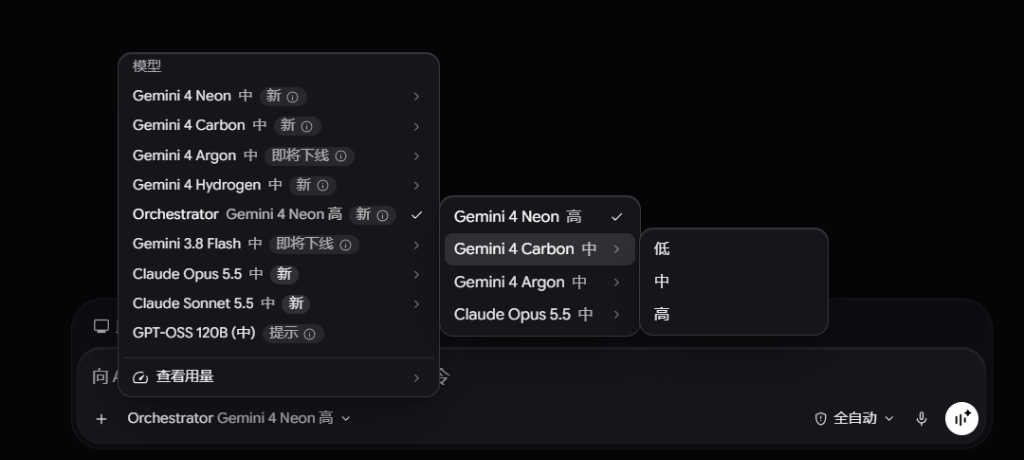 模型
Gemini 4 Neon 中 新
Gemini 4 Carbon 中 新
Gemini 4 Argon 中 即将下线
Gemini 4 Hydrogen 中 新
Orchestrator Gemini 4 Neon 高 新
Gemini 3.8 Flash 中 即将下线
Claude Opus 5.5 中 新
Claude Sonnet 5.5 中 新
GPT-OSS 120B (中) 提示
查看用量
Gemini 4 Neon 高
Gemini 4 Carbon 中
Gemini 4 Argon 中
Claude Opus 5.5 中
低
中
高
向 A
令
Orchestrator Gemini 4 Neon 高
全自动